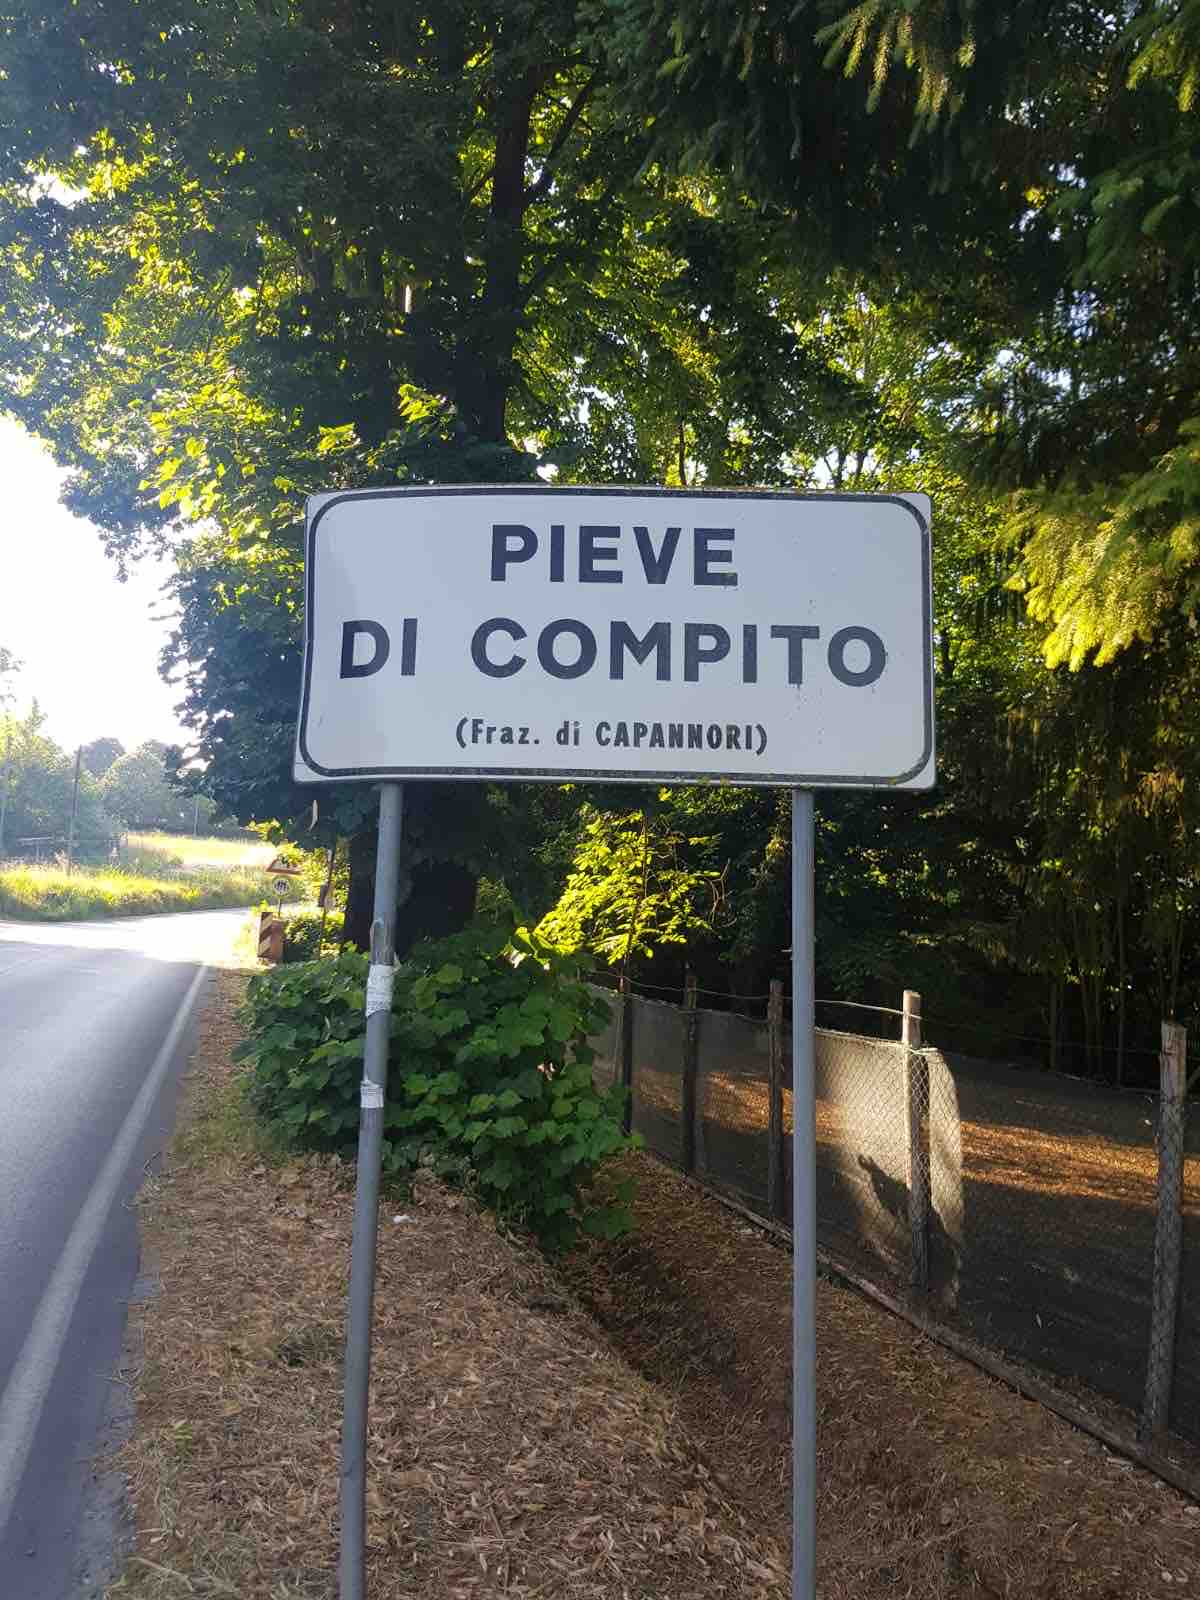 PIEVE
DI COMPITO
(Fraz. di CAPANNORI)